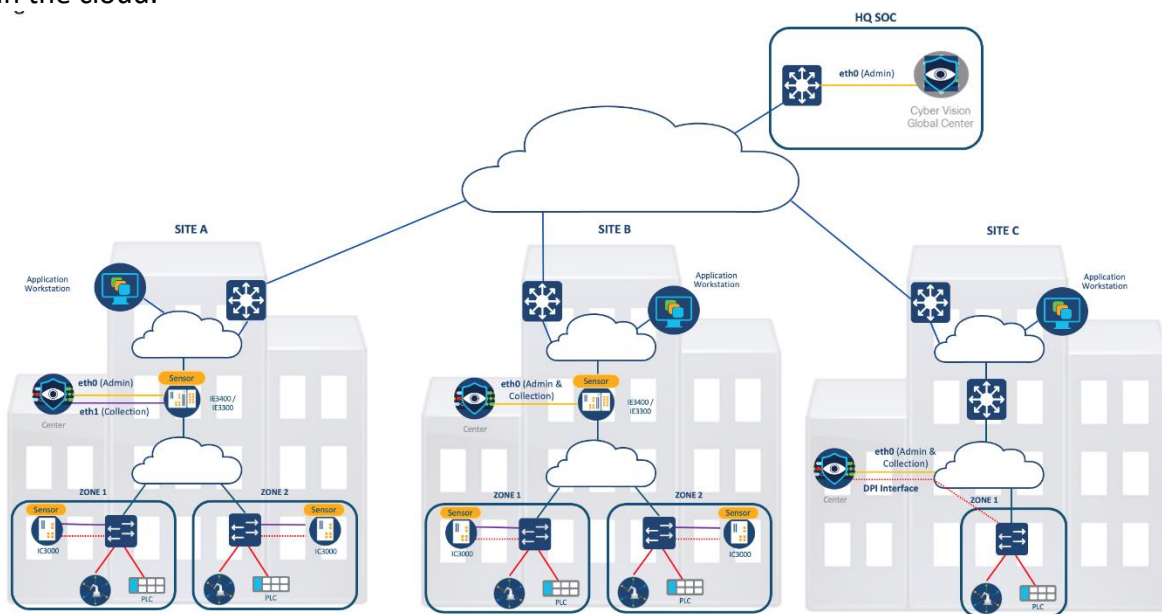 in the cloud.
HQ SOC
eth0 (Admin)
Cyber Vision
Global Center
SITE A
SITE B
SITE C
Application
Workstation
Application
Workstation
Application
Workstation
Sensor
eth0 (Admin)
eth1 (Collection)
IE3400 /
IE3300
Center
Sensor
eth0 (Admin &
Collection)
IE3400 /
IE3300
Center
eth0 (Admin &
Collection)
DPI Interface
Center
ZONE 1
ZONE 2
Sensor
Sensor
IC3000
IC3000
PLC
PLC
ZONE 1
ZONE 2
Sensor
Sensor
IC3000
IC3000
PLC
PLC
ZONE 1
PLC